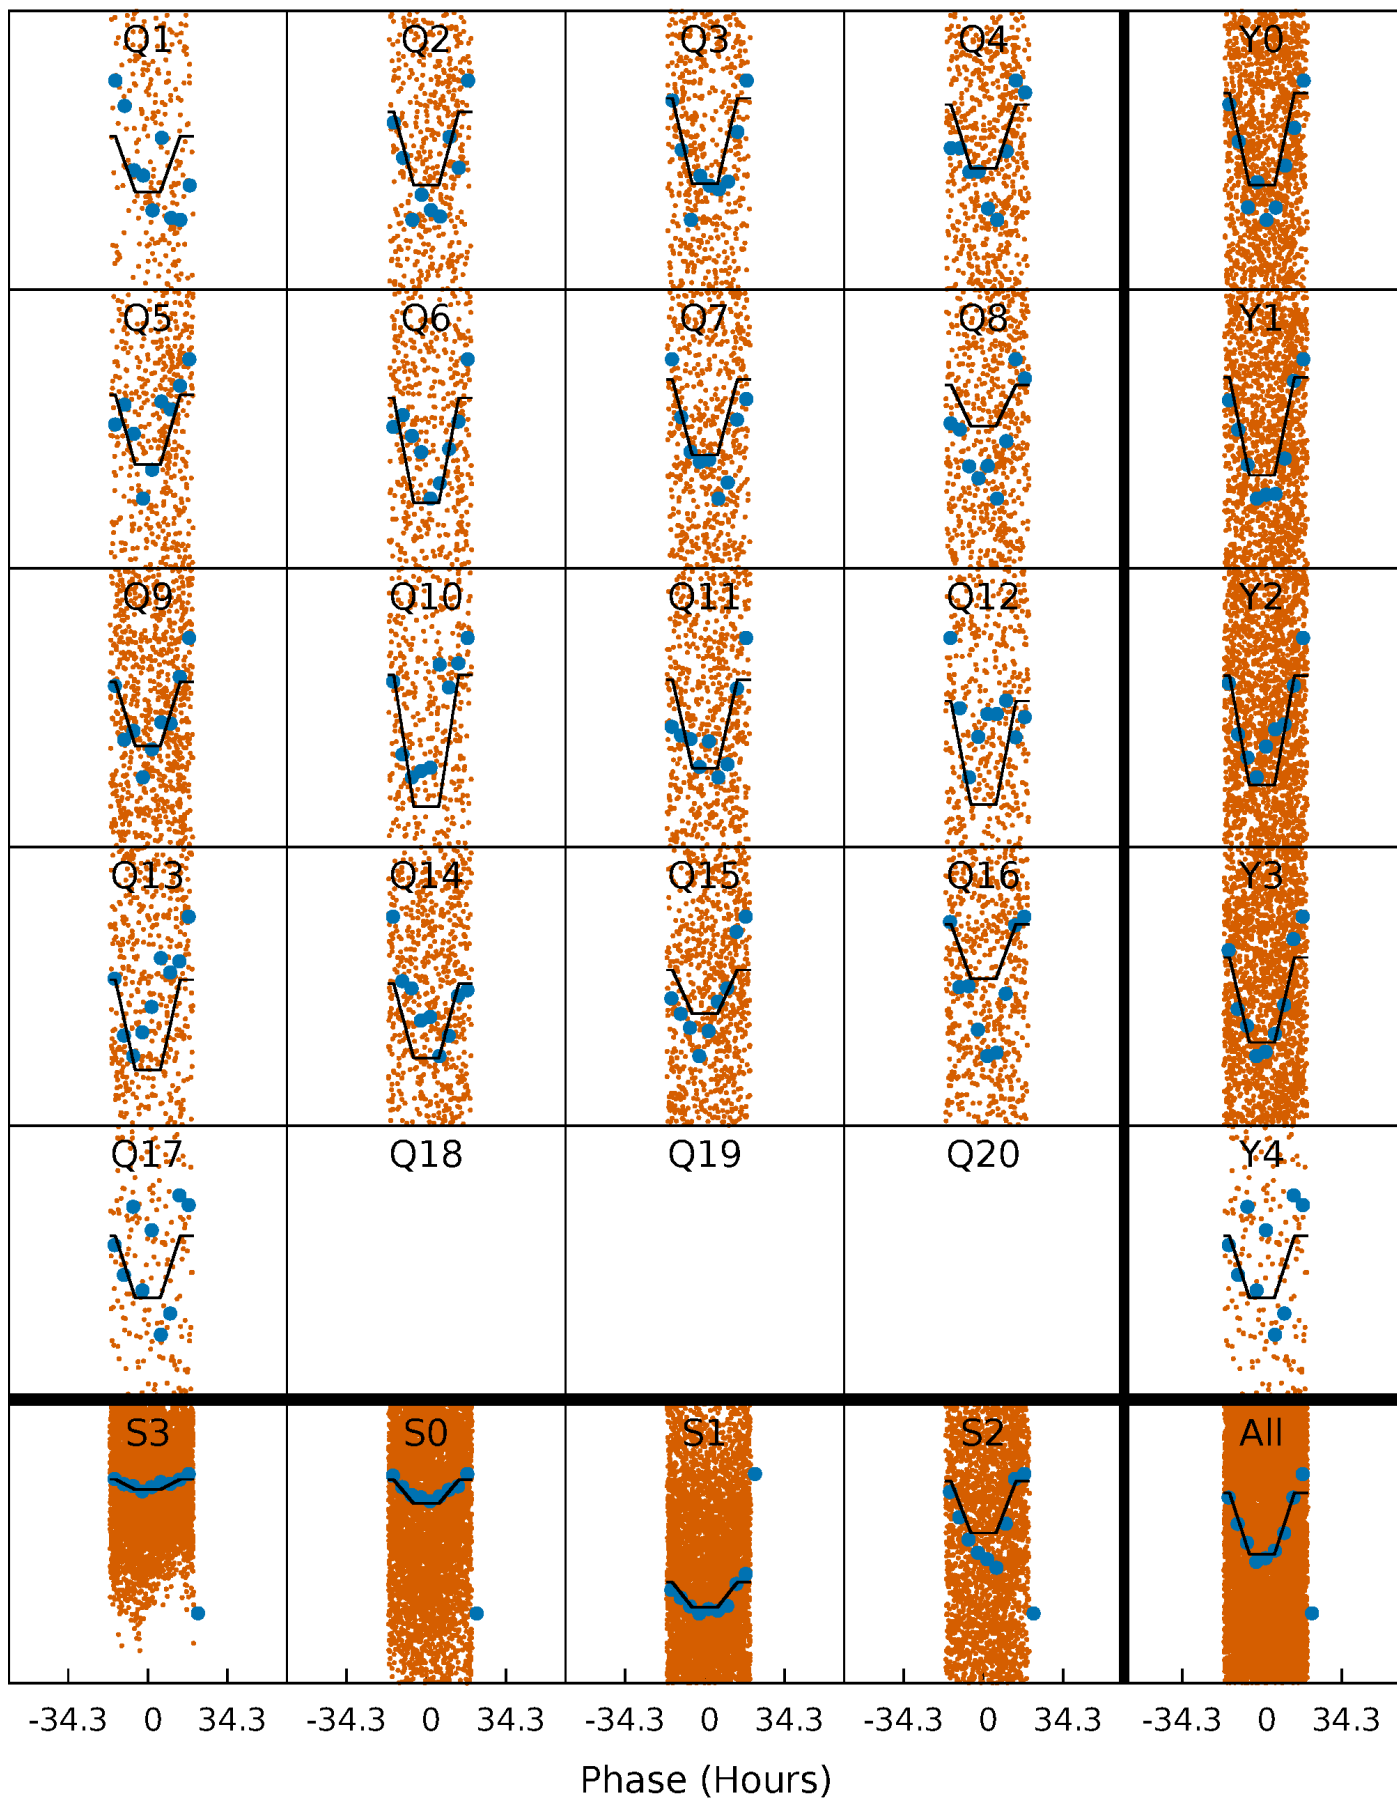 Q1 Q2 Q3 Q4 Y0
Q5 Q6 Q7 Q8 Y1
Q9 Q10 Q11 Q12 Y2
Q13 Q14 Q15 Q16 Y3
Q17 Q18 Q19 Q20 Y4
S3 S0 S1 S2 All
-34.3 0 34.3 -34.3 0 34.3 -34.3 0 34.3 -34.3 0 34.3 -34.3 0 34.3
Phase (Hours)